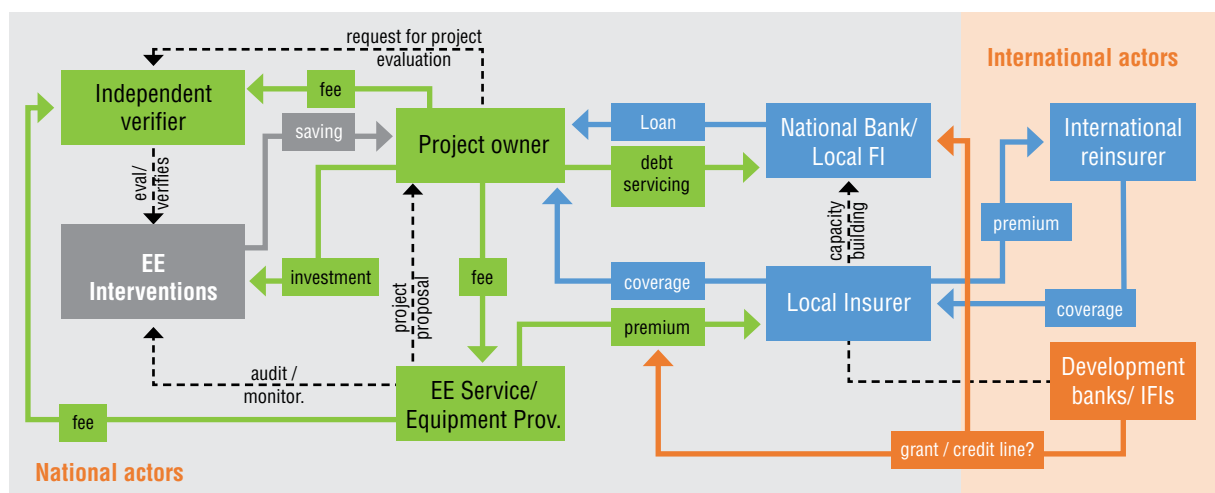 request for project
evaluation
International actors
Independent
verifier
fee
saving
Project owner
Loan
debt
servicing
National Bank/
Local FI
International
reinsurer
eval/
verifies
EE
Interventions
investment
project
proposal
fee
coverage
premium
capacity
building
Local Insurer
premium
coverage
audit /
monitor.
fee
EE Service/
Equipment Prov.
Development
banks/ IFIs
grant / credit line?
National actors